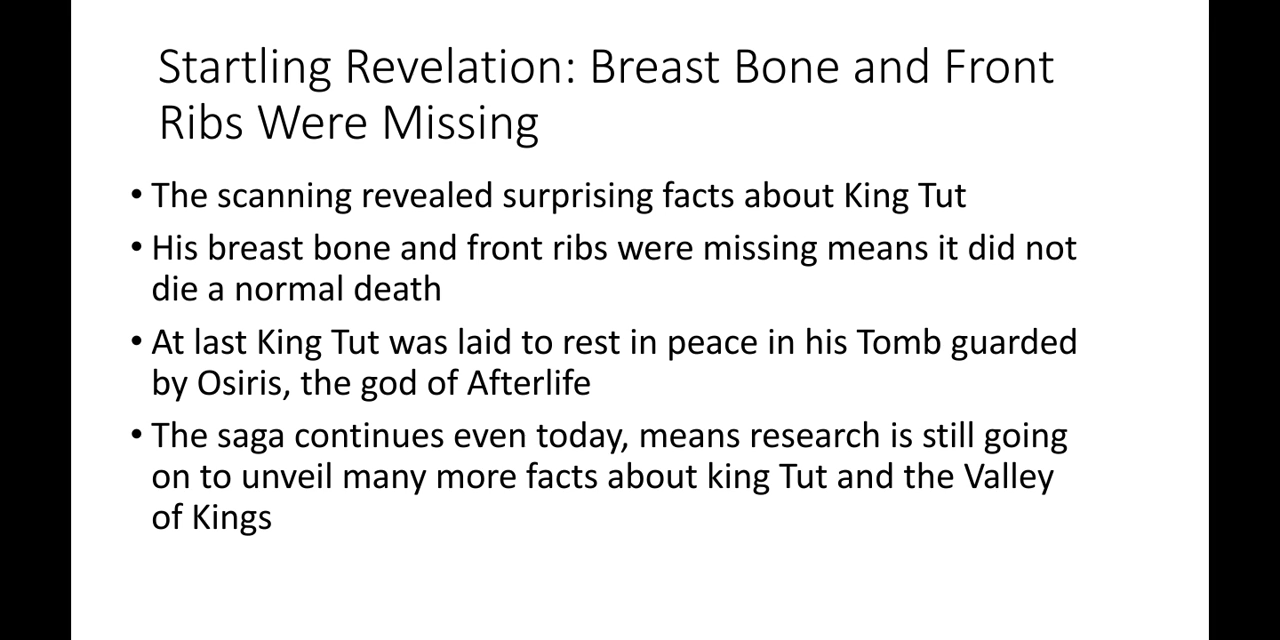 Startling Revelation: Breast Bone and Front
Ribs Were Missing
• The scanning revealed surprising facts about King Tut
• His breast bone and front ribs were missing means it did not
die a normal death
• At last King Tut was laid to rest in peace in his Tomb guarded
by Osiris, the god of Afterlife
• The saga continues even today, means research is still going
on to unveil many more facts about king Tut and the Valley
of Kings